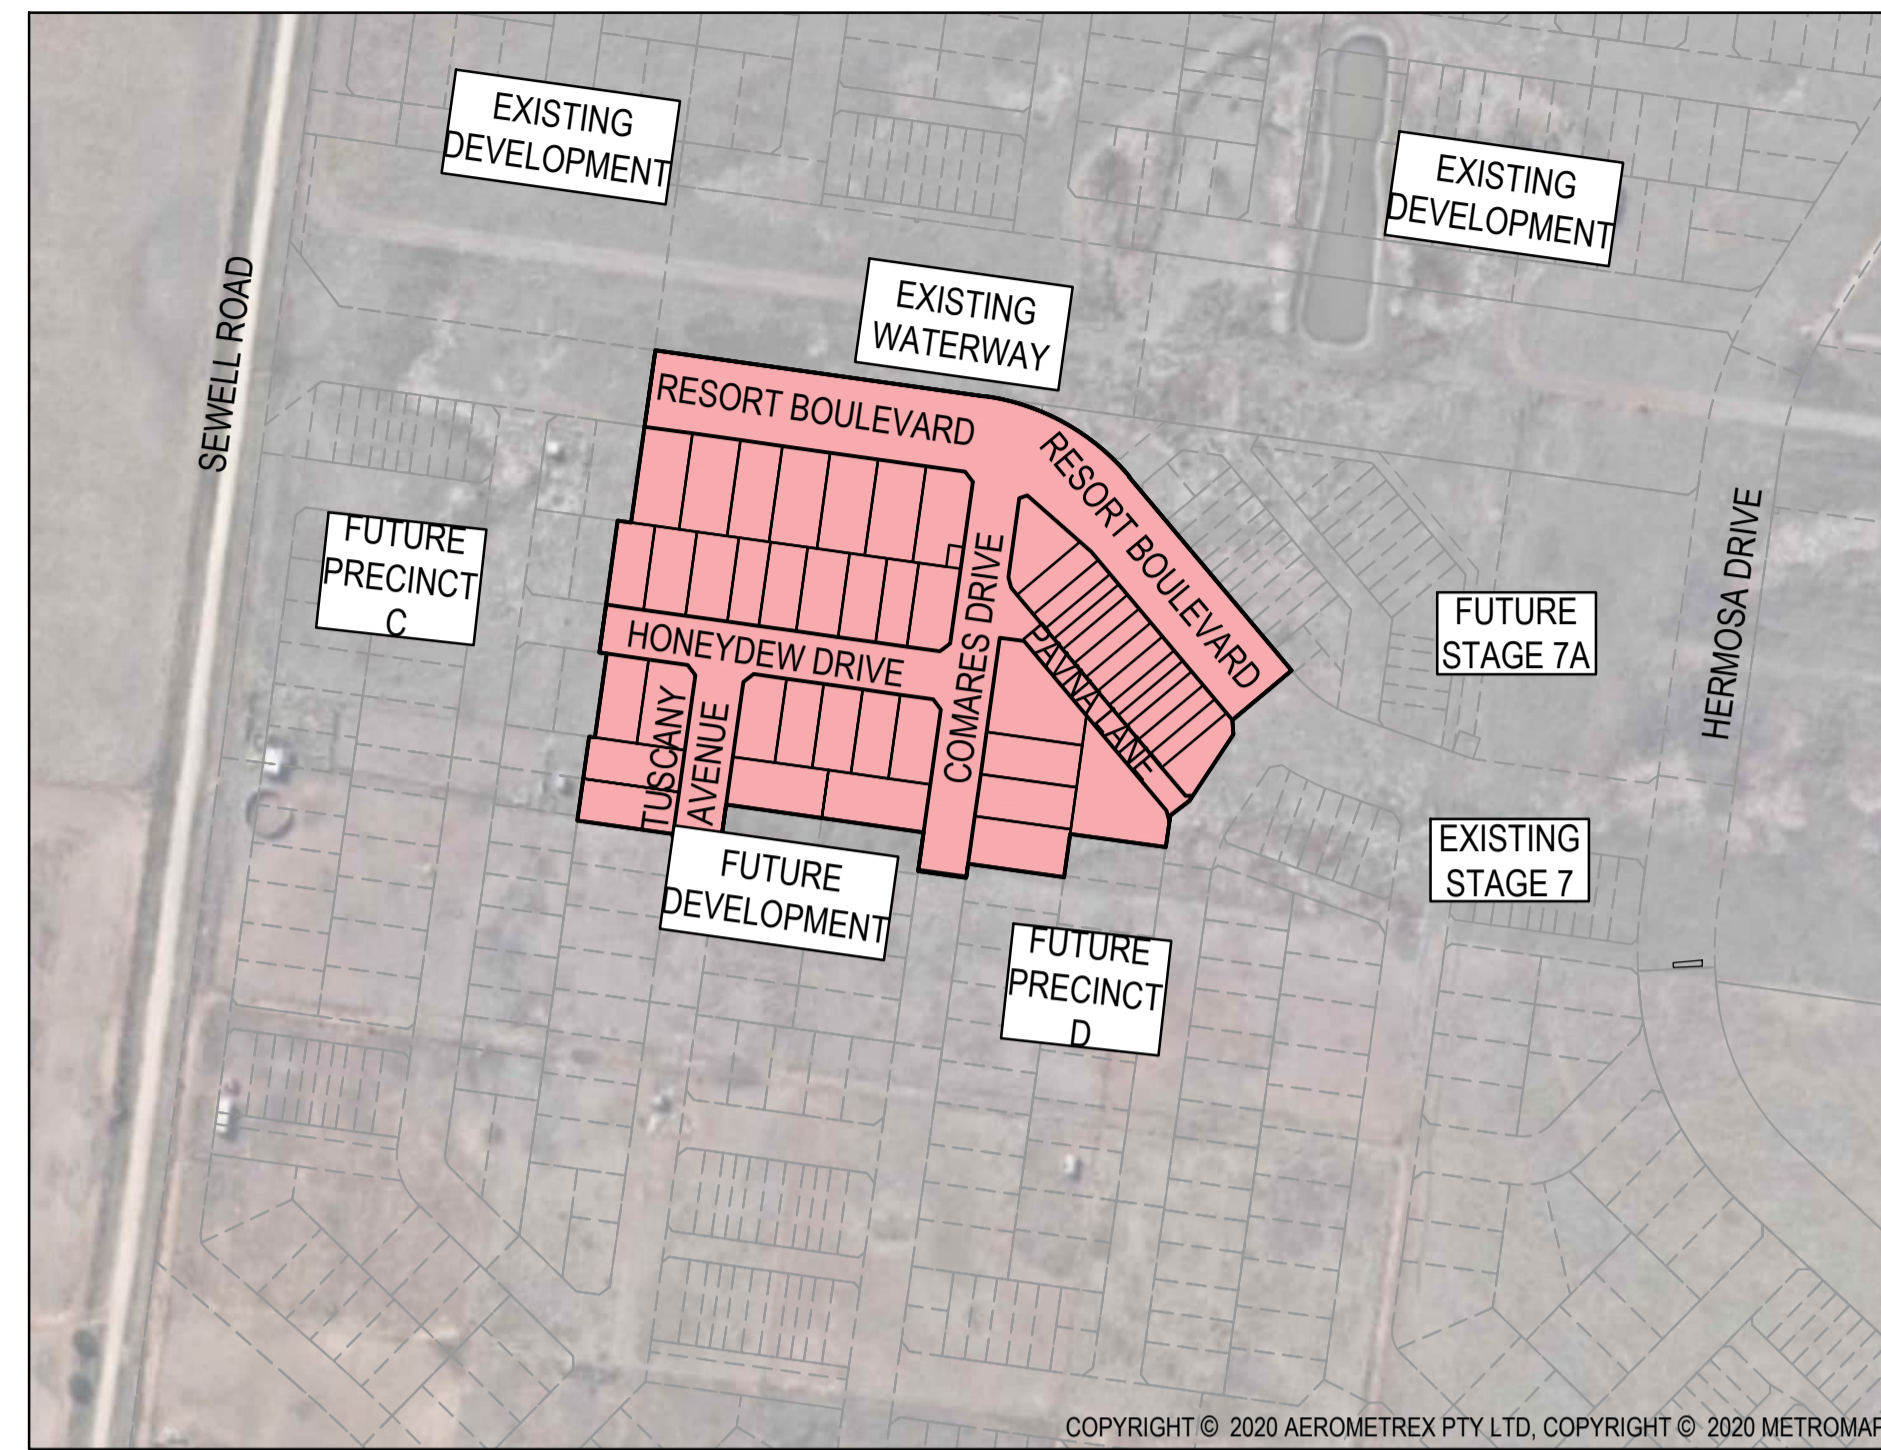 EXISTING
DEVELOPMENT
EXISTING
DEVELOPMENT
EXISTING
WATERWAY
SEWELL ROAD
RESORT BOULEVARD
RESORT BOULEVARD
FUTURE
PRECINCT
C
HERMOSA DRIVE
COMARES DRIVE
FUTURE
STAGE 7A
HONEYDEW DRIVE
PAVNA LANE
TUSCANY
AVENUE
EXISTING
STAGE 7
FUTURE
DEVELOPMENT
FUTURE
PRECINCT
D
COPYRIGHT © 2020 AEROMETREX PTY LTD, COPYRIGHT © 2020 METROMAP